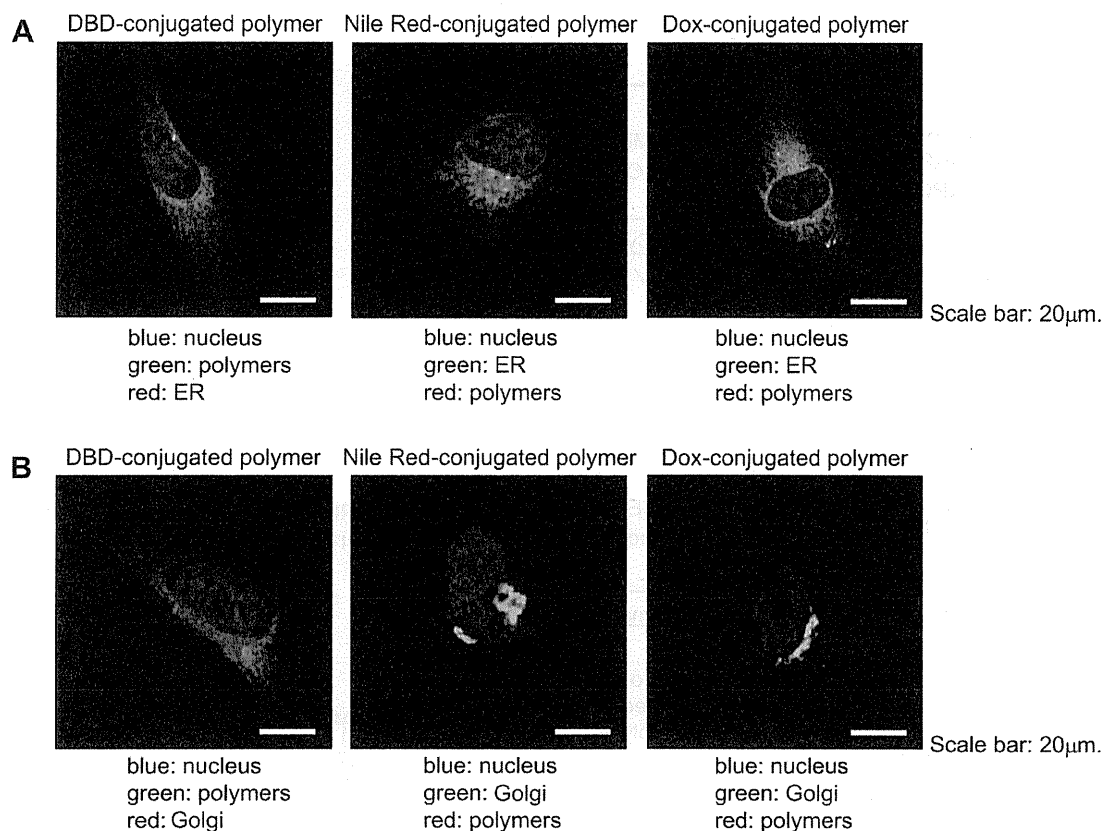 A
DBD-conjugated polymer Nile Red-conjugated polymer Dox-conjugated polymer
Scale bar: 20μm.
blue: nucleus blue: nucleus blue: nucleus
green: polymers green: ER green: ER
red: ER red: polymers red: polymers
B
DBD-conjugated polymer Nile Red-conjugated polymer Dox-conjugated polymer
Scale bar: 20μm.
blue: nucleus blue: nucleus blue: nucleus
green: polymers green: Golgi green: Golgi
red: Golgi red: polymers red: polymers